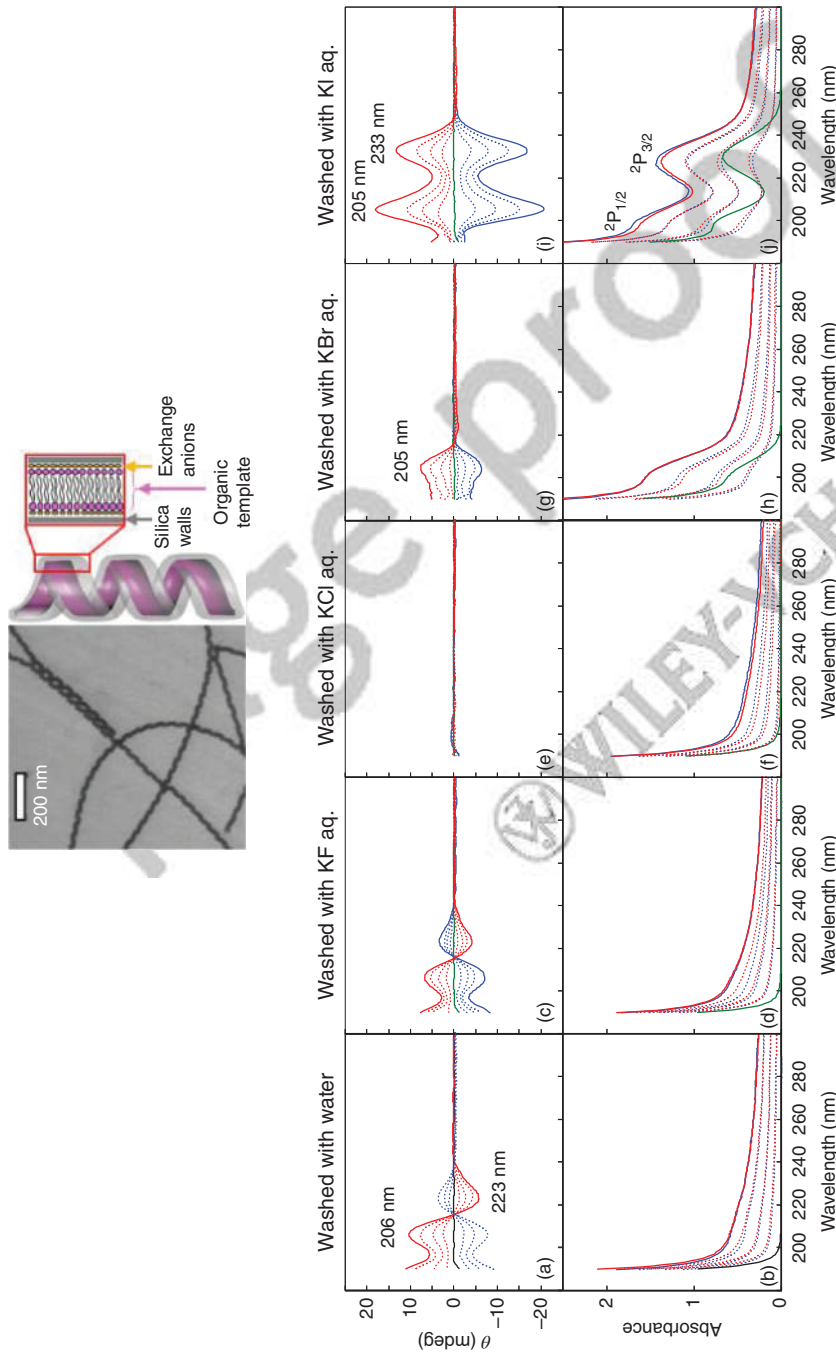 200 nm
Silica
walls
Organic
template
Exchange
anions
Washed with water
Washed with KF aq.
Washed with KCl aq.
Washed with KBr aq.
Washed with KI aq.
θ (mdeg)
20
10
0
−10
−20
206 nm
223 nm
205 nm
205 nm
233 nm
(a)
(c)
(e)
(g)
(i)
Absorbance
2
1
0
²P1/2
²P3/2
(b)
(d)
(f)
(h)
(j)
200 220 240 260 280
200 220 240 260 280
200 220 240 260 280
200 220 240 260 280
200 220 240 260 280
Wavelength (nm)
Wavelength (nm)
Wavelength (nm)
Wavelength (nm)
Wavelength (nm)
WILEY-VCH